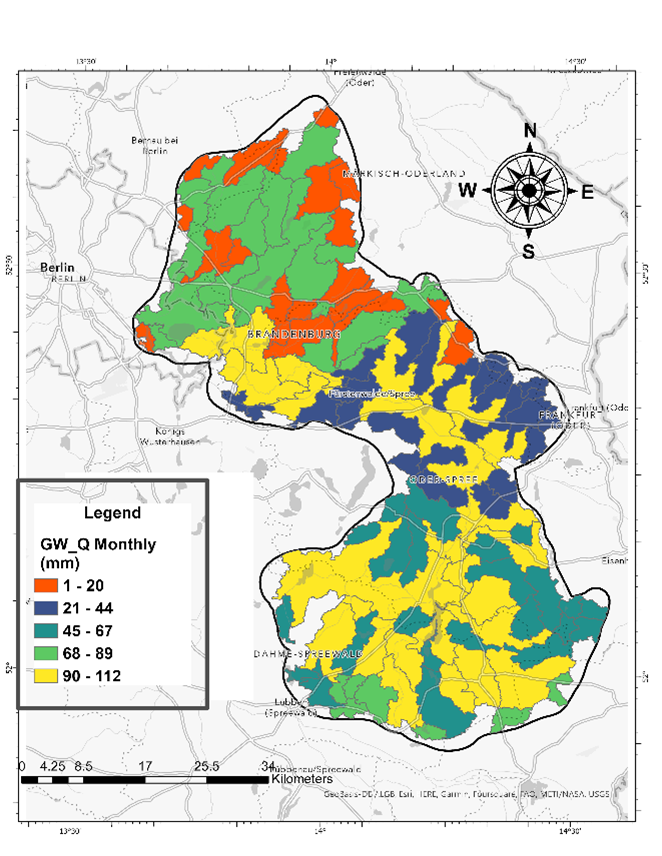 13°30'
14°
14°30'
Freienwalde
(Oder)
Bernau bei
Berlin
MÄRKISCH-ODERLAND
N
W
E
S
52°30'
52°30'
Berlin
BERLIN
BRANDENBURG
Fürstenwalde/Spree
Frankfurt (Oder
FRANKFURT
(ODER)
Königs
Wusterhausen
ODER-SPREE
Legend
GW_Q Monthly
(mm)
1 - 20
21 - 44
45 - 67
68 - 89
90 - 112
Eisenh
DAHME-SPREEWALD
52°
52°
Lübben
(Spreewald)
0 4.25 8.5 17 25.5 34
Kilometers
Lübbenau/Spreewald
GeoBasis-DE / LGB, Esri, HERE, Garmin, Foursquare, FAO, METI/NASA, USGS
13°30'
14°
14°30'